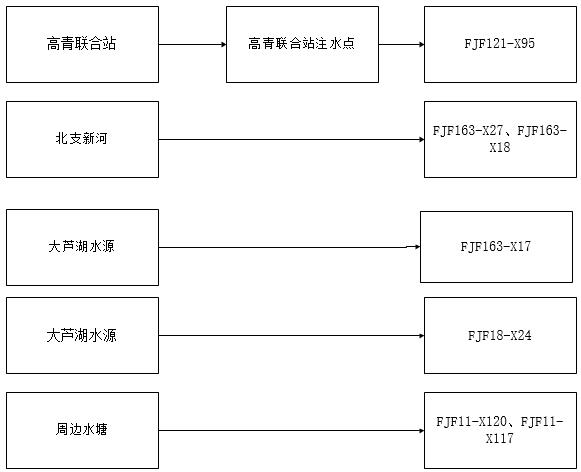 高青联合站
高青联合站注水点
FJF121-X95
北支新河
FJF163-X27、FJF163-
X18
大芦湖水源
FJF163-X17
大芦湖水源
FJF18-X24
周边水塘
FJF11-X120、FJF11-
X117